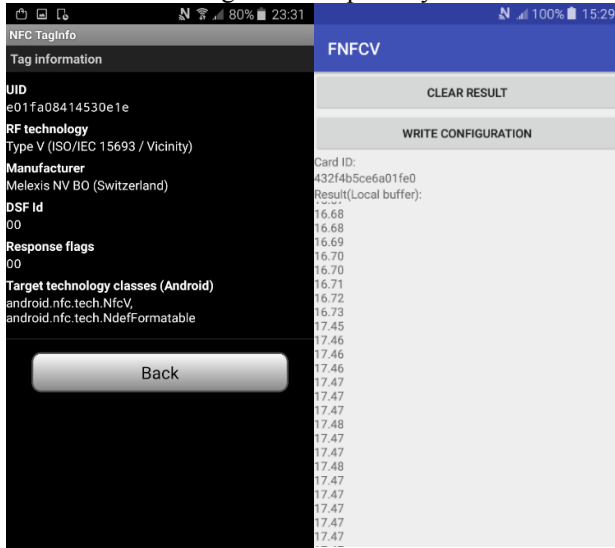 80% 23:31
NFC TagInfo
Tag information
UID
e01fa08414530e1e
RF technology
Type V (ISO/IEC 15693 / Vicinity)
Manufacturer
Melexis NV BO (Switzerland)
DSF Id
00
Response flags
00
Target technology classes (Android)
android.nfc.tech.NfcV,
android.nfc.tech.NdefFormatable
Back
100% 15:29
FNFCV
CLEAR RESULT
WRITE CONFIGURATION
Card ID:
432f4b5ce6a01fe0
Result(Local buffer):
16.68
16.68
16.69
16.70
16.70
16.71
16.72
16.73
17.45
17.46
17.46
17.46
17.47
17.47
17.47
17.48
17.47
17.47
17.48
17.47
17.47
17.47
17.47
17.47
17.47